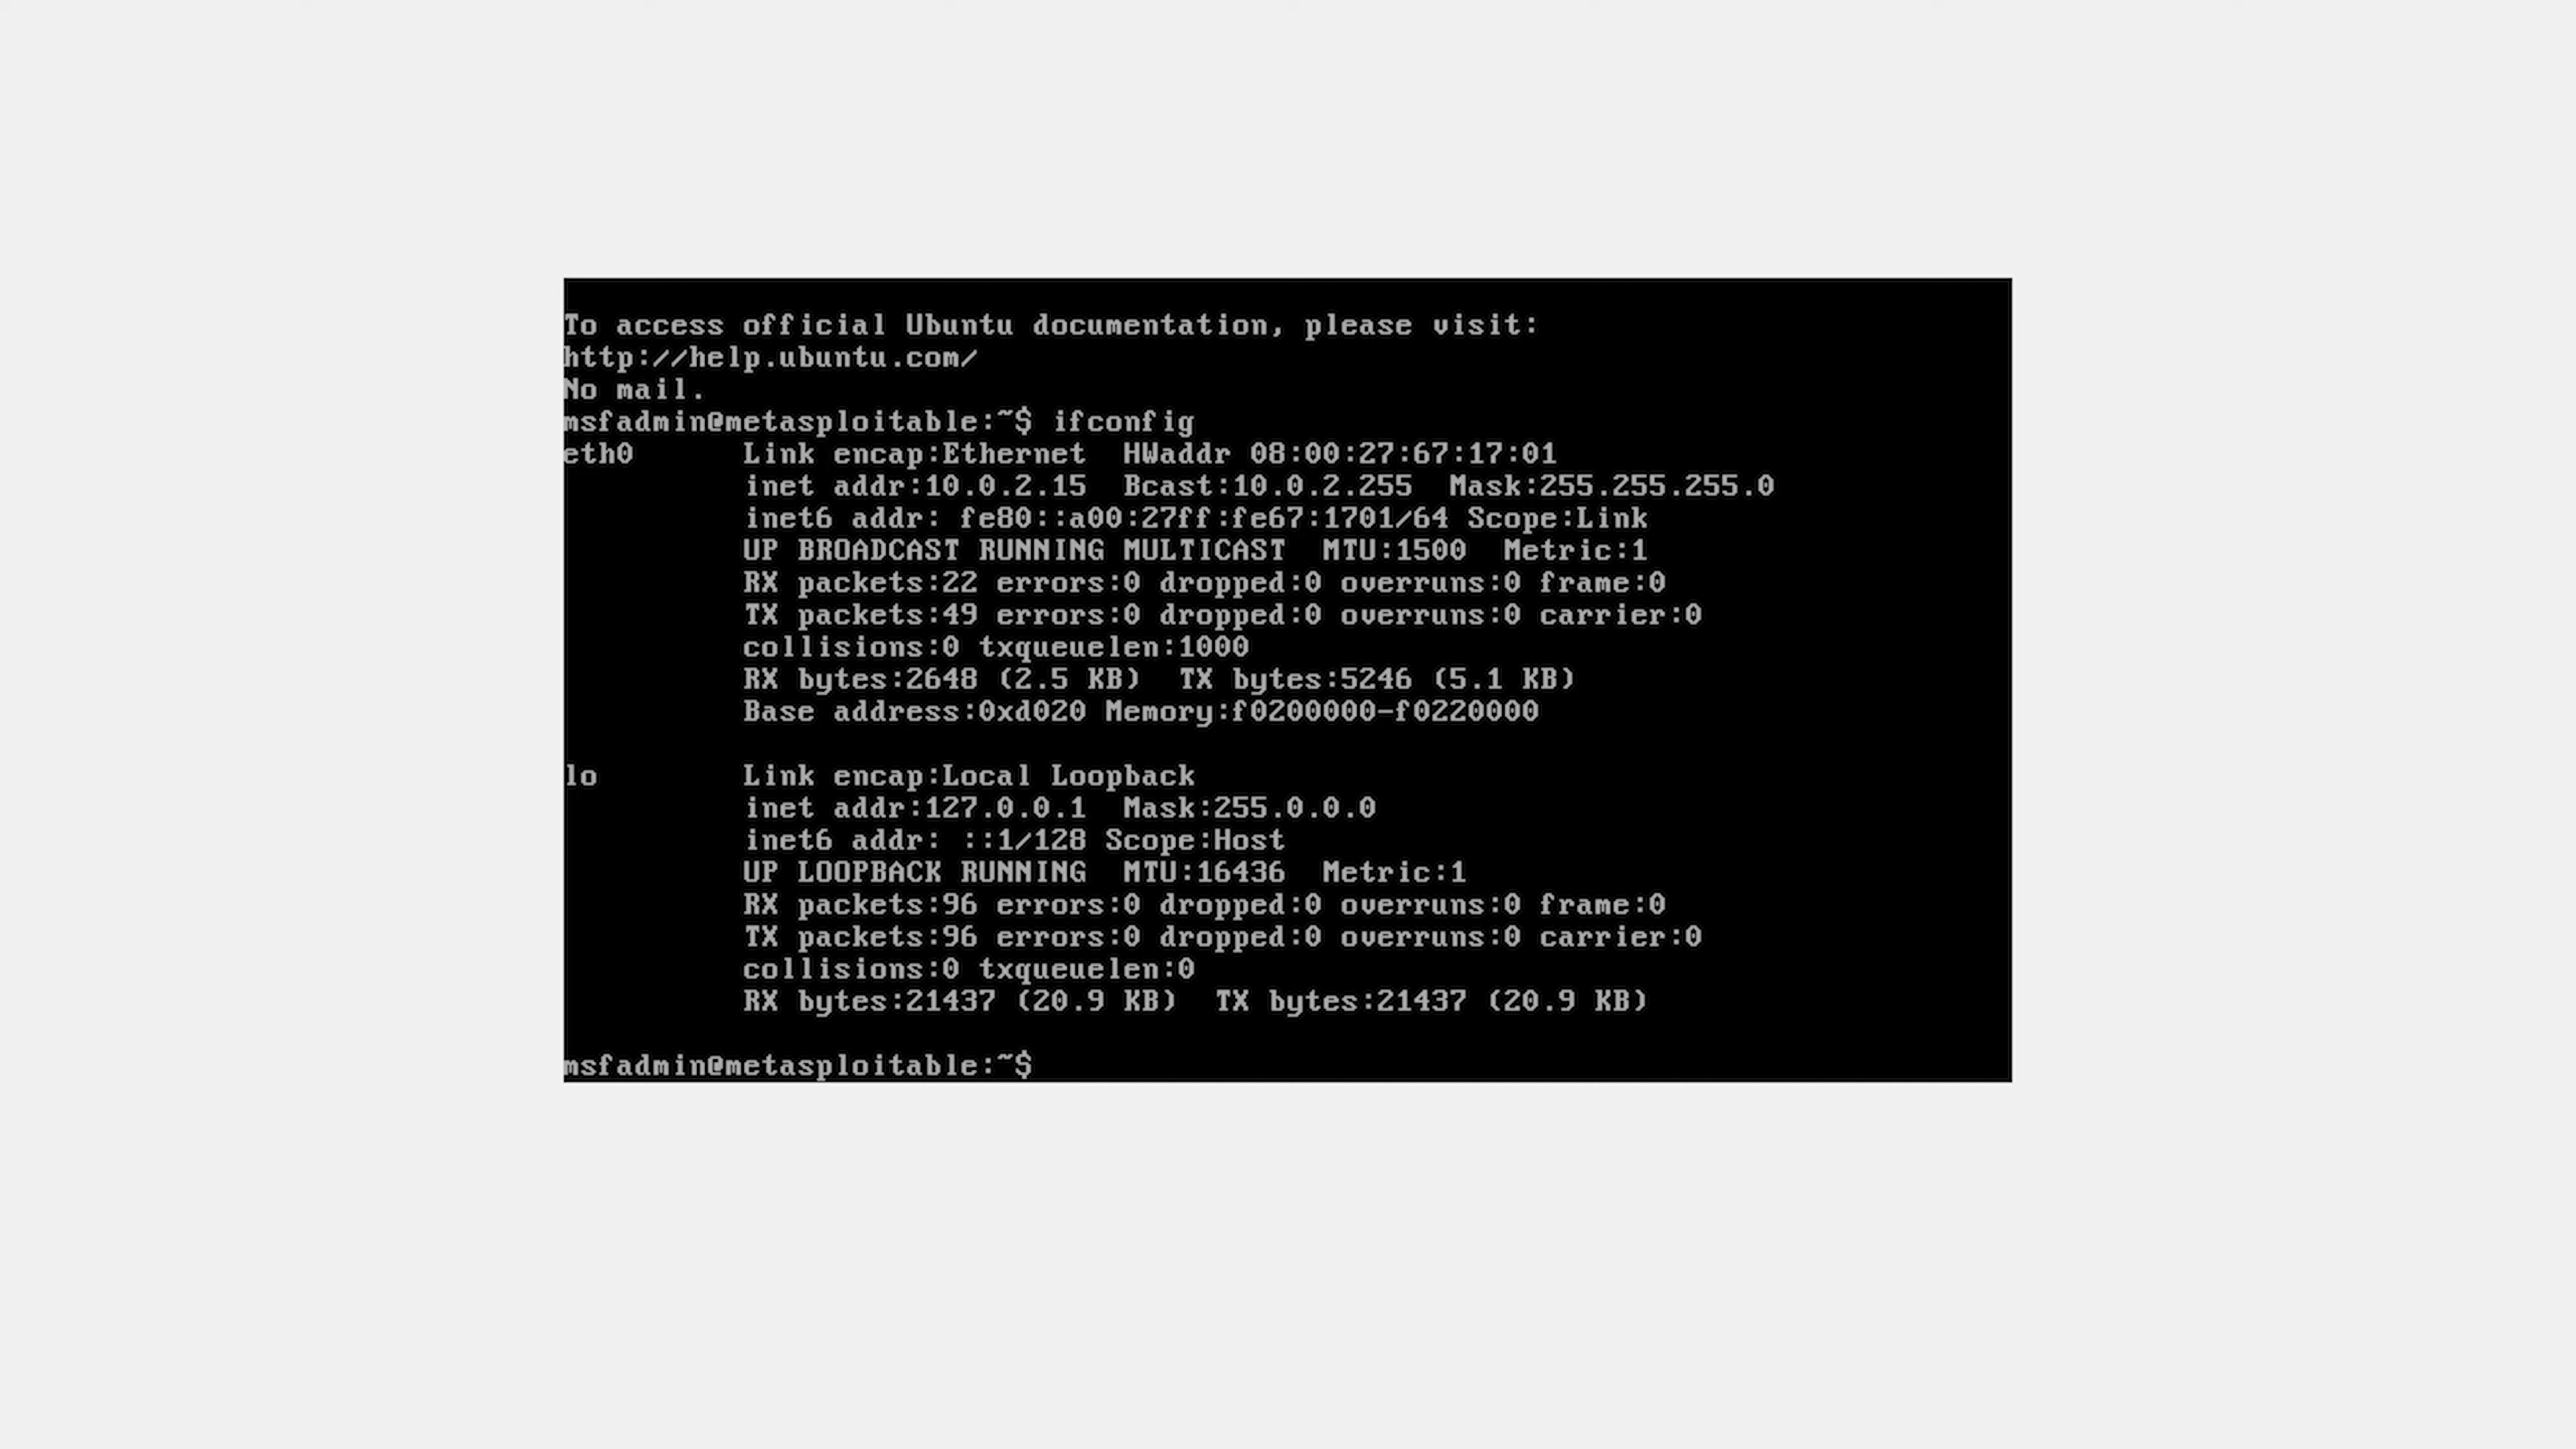 To access official Ubuntu documentation, please visit:
http://help.ubuntu.com/
No mail.
msfadmin@metasploitable:~$ ifconfig
eth0      Link encap:Ethernet  HWaddr 08:00:27:67:17:01
          inet addr:10.0.2.15  Bcast:10.0.2.255  Mask:255.255.255.0
          inet6 addr: fe80::a00:27ff:fe67:1701/64 Scope:Link
          UP BROADCAST RUNNING MULTICAST  MTU:1500  Metric:1
          RX packets:22 errors:0 dropped:0 overruns:0 frame:0
          TX packets:49 errors:0 dropped:0 overruns:0 carrier:0
          collisions:0 txqueuelen:1000
          RX bytes:2648 (2.5 KB)  TX bytes:5246 (5.1 KB)
          Base address:0xd020 Memory:f0200000-f0220000
lo        Link encap:Local Loopback
          inet addr:127.0.0.1  Mask:255.0.0.0
          inet6 addr: ::1/128 Scope:Host
          UP LOOPBACK RUNNING  MTU:16436  Metric:1
          RX packets:96 errors:0 dropped:0 overruns:0 frame:0
          TX packets:96 errors:0 dropped:0 overruns:0 carrier:0
          collisions:0 txqueuelen:0
          RX bytes:21437 (20.9 KB)  TX bytes:21437 (20.9 KB)
msfadmin@metasploitable:~$